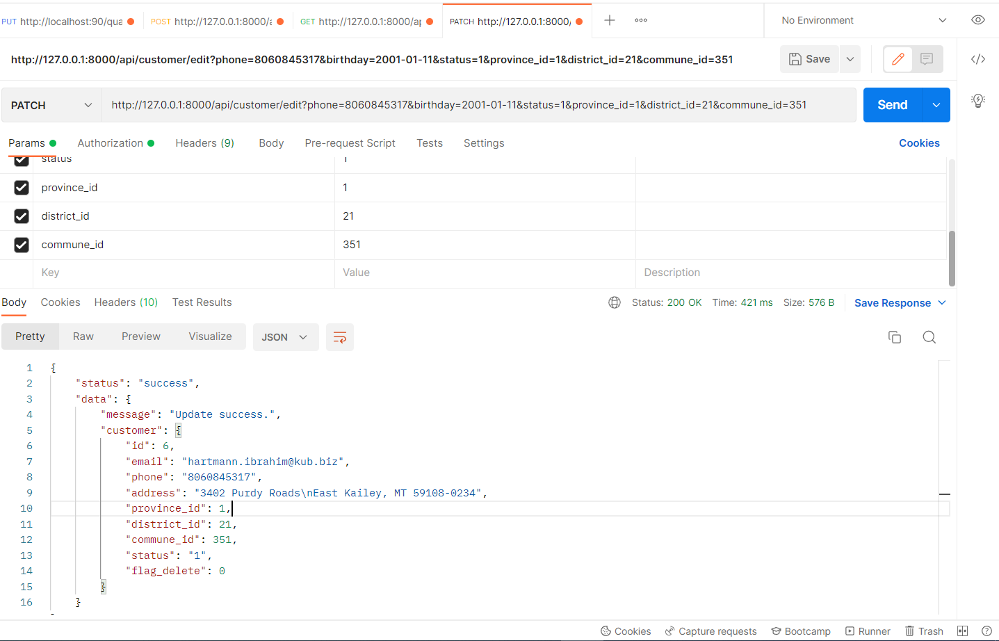 PUT http://localhost:90/qua
POST http://127.0.0.1:8000/a
GET http://127.0.0.1:8000/ap
PATCH http://127.0.0.1:8000/
No Environment
http://127.0.0.1:8000/api/customer/edit?phone=8060845317&birthday=2001-01-11&status=1&province_id=1&district_id=21&commune_id=351
Save
PATCH
http://127.0.0.1:8000/api/customer/edit?phone=8060845317&birthday=2001-01-11&status=1&province_id=1&district_id=21&commune_id=351
Send
Params Authorization Headers (9) Body Pre-request Script Tests Settings Cookies
status 1
province_id 1
district_id 21
commune_id 351
Key Value Description
Body Cookies Headers (10) Test Results Status: 200 OK Time: 421 ms Size: 576 B Save Response
Pretty Raw Preview Visualize JSON
1 {
2 "status": "success",
3 "data": {
4 "message": "Update success.",
5 "customer": {
6 "id": 6,
7 "email": "hartmann.ibrahim@kub.biz",
8 "phone": "8060845317",
9 "address": "3402 Purdy Roads\nEast Kailey, MT 59108-0234",
10 "province_id": 1,
11 "district_id": 21,
12 "commune_id": 351,
13 "status": "1",
14 "flag_delete": 0
15 }
16 }
Cookies Capture requests Bootcamp Runner Trash